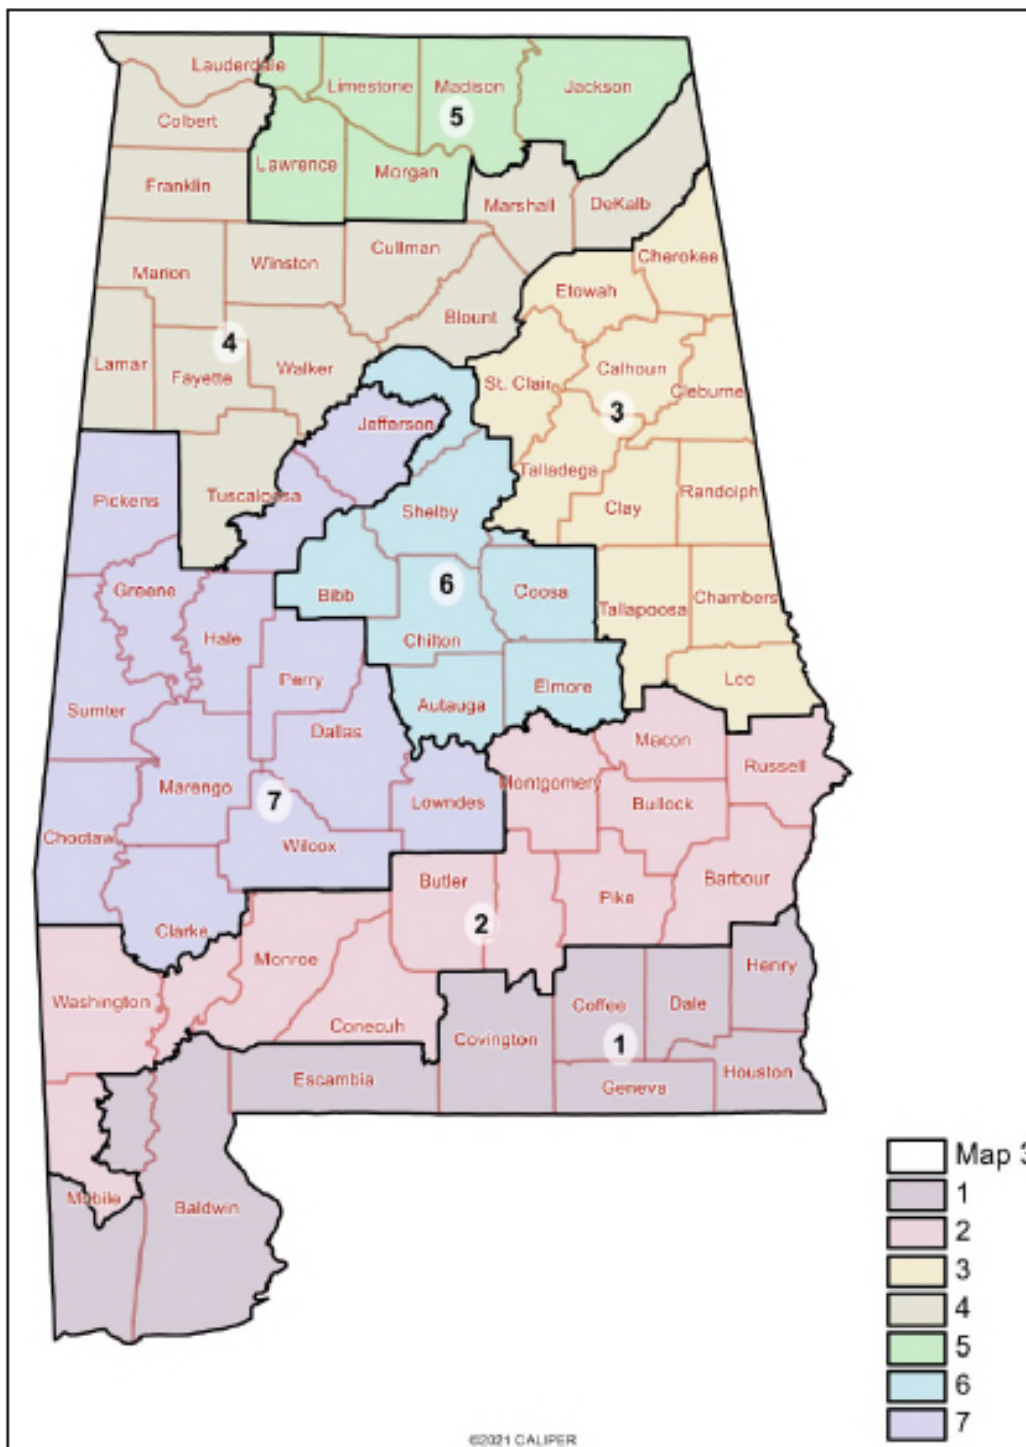 Lauderdale
Limestone
Madison
Jackson
Colbert
5
Lawrence
Morgan
Franklin
Marshall
DeKalb
Cullman
Cherokee
Winston
Marion
Etowah
Blount
4
Lamar
Fayette
Walker
St. Clair
Calhoun
Cleburne
3
Jefferson
Talladega
Pickens
Tuscaloosa
Randolph
Shelby
Clay
Greene
6
Bibb
Coosa
Tallapoosa
Chambers
Hale
Chilton
Perry
Elmore
Lee
Sumter
Autauga
Dallas
Macon
Russell
Marengo
Montgomery
7
Lowndes
Bullock
Choctaw
Wilcox
Butler
Barbour
Pike
2
Clarke
Monroe
Henry
Washington
Coffee
Dale
Conecuh
Covington
1
Escambia
Houston
Geneva
Mobile
Baldwin
Map 3
1
2
3
4
5
6
7
©2021 CALIPER